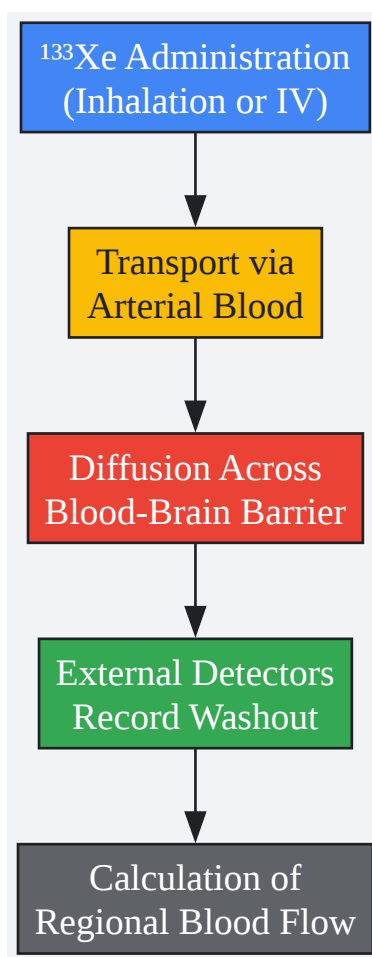 ¹³³Xe Administration
(Inhalation or IV)
Transport via
Arterial Blood
Diffusion Across
Blood-Brain Barrier
External Detectors
Record Washout
Calculation of
Regional Blood Flow